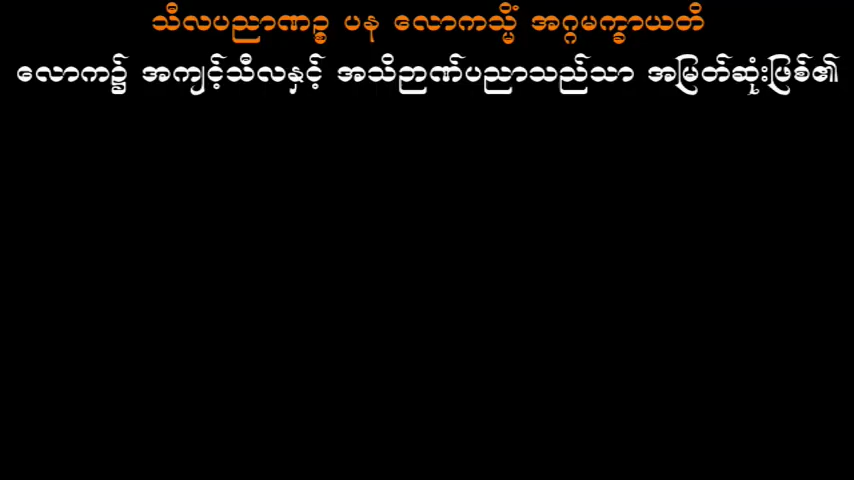 သီလပညာဏဉ္စ ပန လောကသ္မိံ အဂ္ဂမက္ခာယတိ
လောက၌ အကျင့်သီလနှင့် အသိဉာဏ်ပညာသည်သာ အမြတ်ဆုံးဖြစ်၏